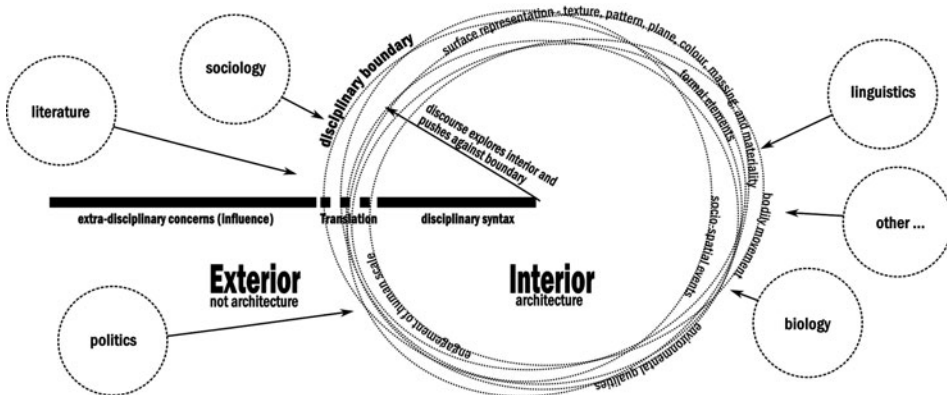 surface representation - texture, pattern, plane, colour, massing, and materiality
disciplinary boundary
sociology
literature
formal elements
linguistics
discourse explores interior and
pushes against boundary
extra-disciplinary concerns (influence)
Translation
disciplinary syntax
socio-spatial events
bodily movement
other ...
Exterior
not architecture
Interior
architecture
engagement of human scale
politics
biology
environmental qualities